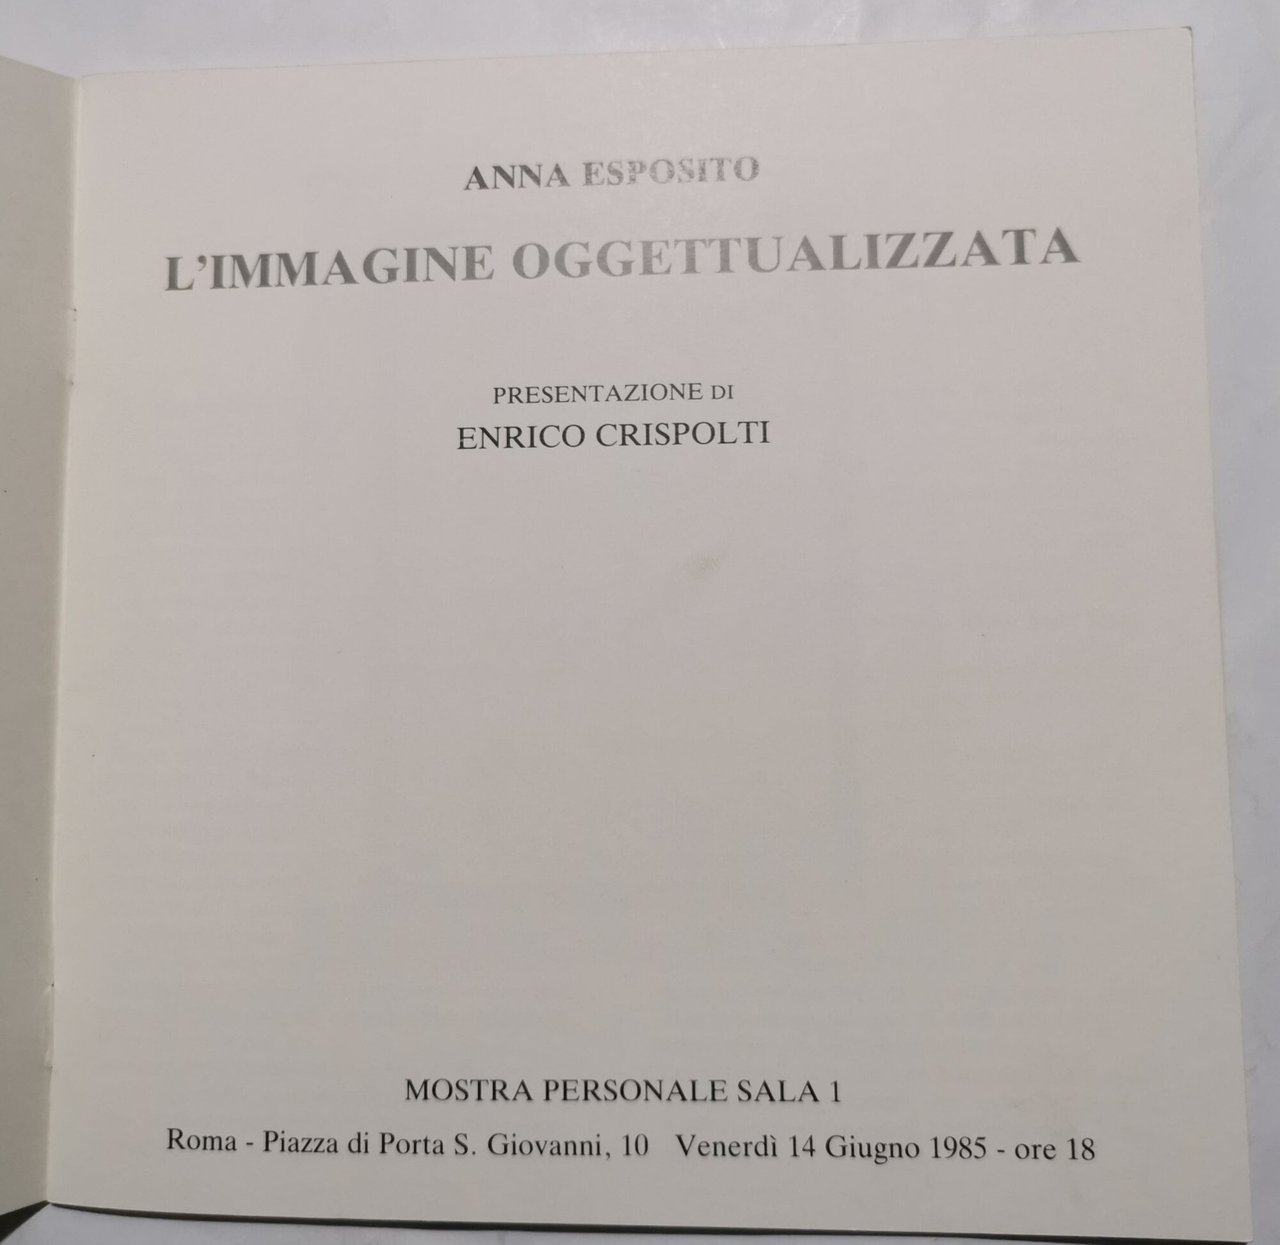 ANNA ESPOSITO
L'IMMAGINE OGGETTUALIZZATA
PRESENTAZIONE DI
ENRICO CRISPOLTI
MOSTRA PERSONALE SALA 1
Roma - Piazza di Porta S. Giovanni, 10 Venerdì 14 Giugno 1985 - ore 18